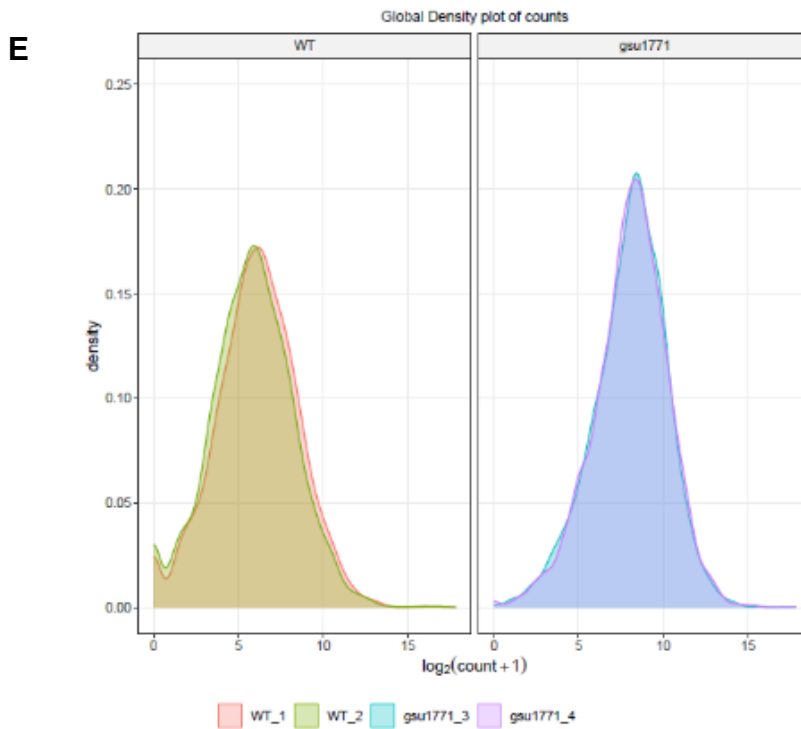 Global Density plot of counts
E
WT gsu1771
0.25
0.20
0.15
0.10
0.05
0.00
density
0 5 10 15 0 5 10 15
log₂(count+1)
WT_1 WT_2 gsu1771_3 gsu1771_4